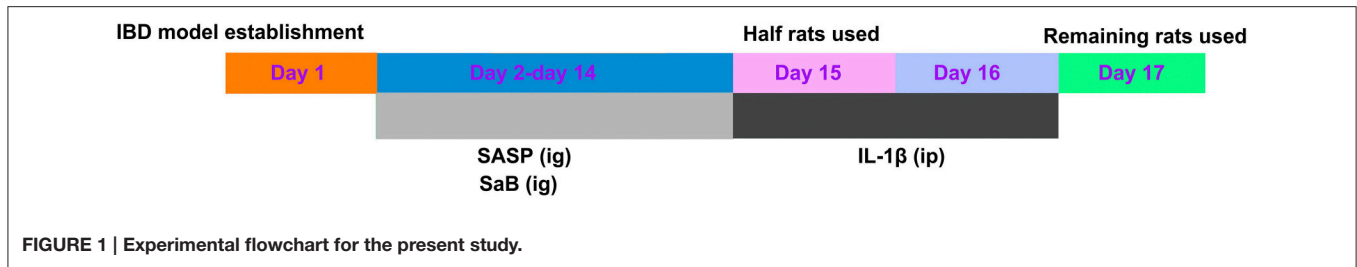 IBD model establishment
Half rats used
Remaining rats used
Day 1
Day 2-day 14
Day 15
Day 16
Day 17
SASP (ig)
SaB (ig)
IL-1β (ip)
FIGURE 1 | Experimental flowchart for the present study.